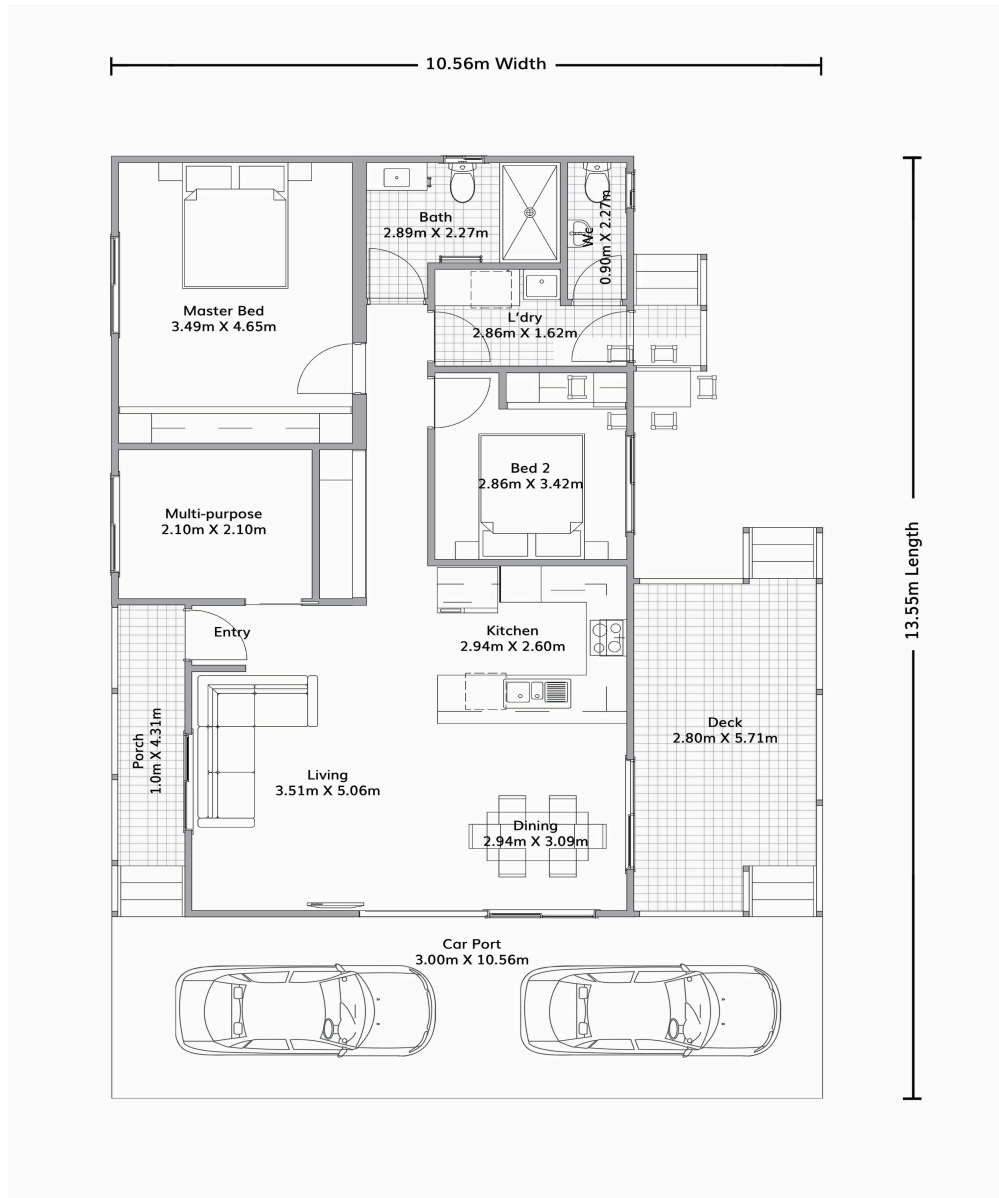 10.56m Width
Bath
2.89m X 2.27m
Wc
0.90m X 2.27m
Master Bed
3.49m X 4.65m
L'dry
2.86m X 1.62m
Bed 2
2.86m X 3.42m
Multi-purpose
2.10m X 2.10m
13.55m Length
Entry
Kitchen
2.94m X 2.60m
Porch
1.0m X 4.31m
Deck
2.80m X 5.71m
Living
3.51m X 5.06m
Dining
2.94m X 3.09m
Car Port
3.00m X 10.56m